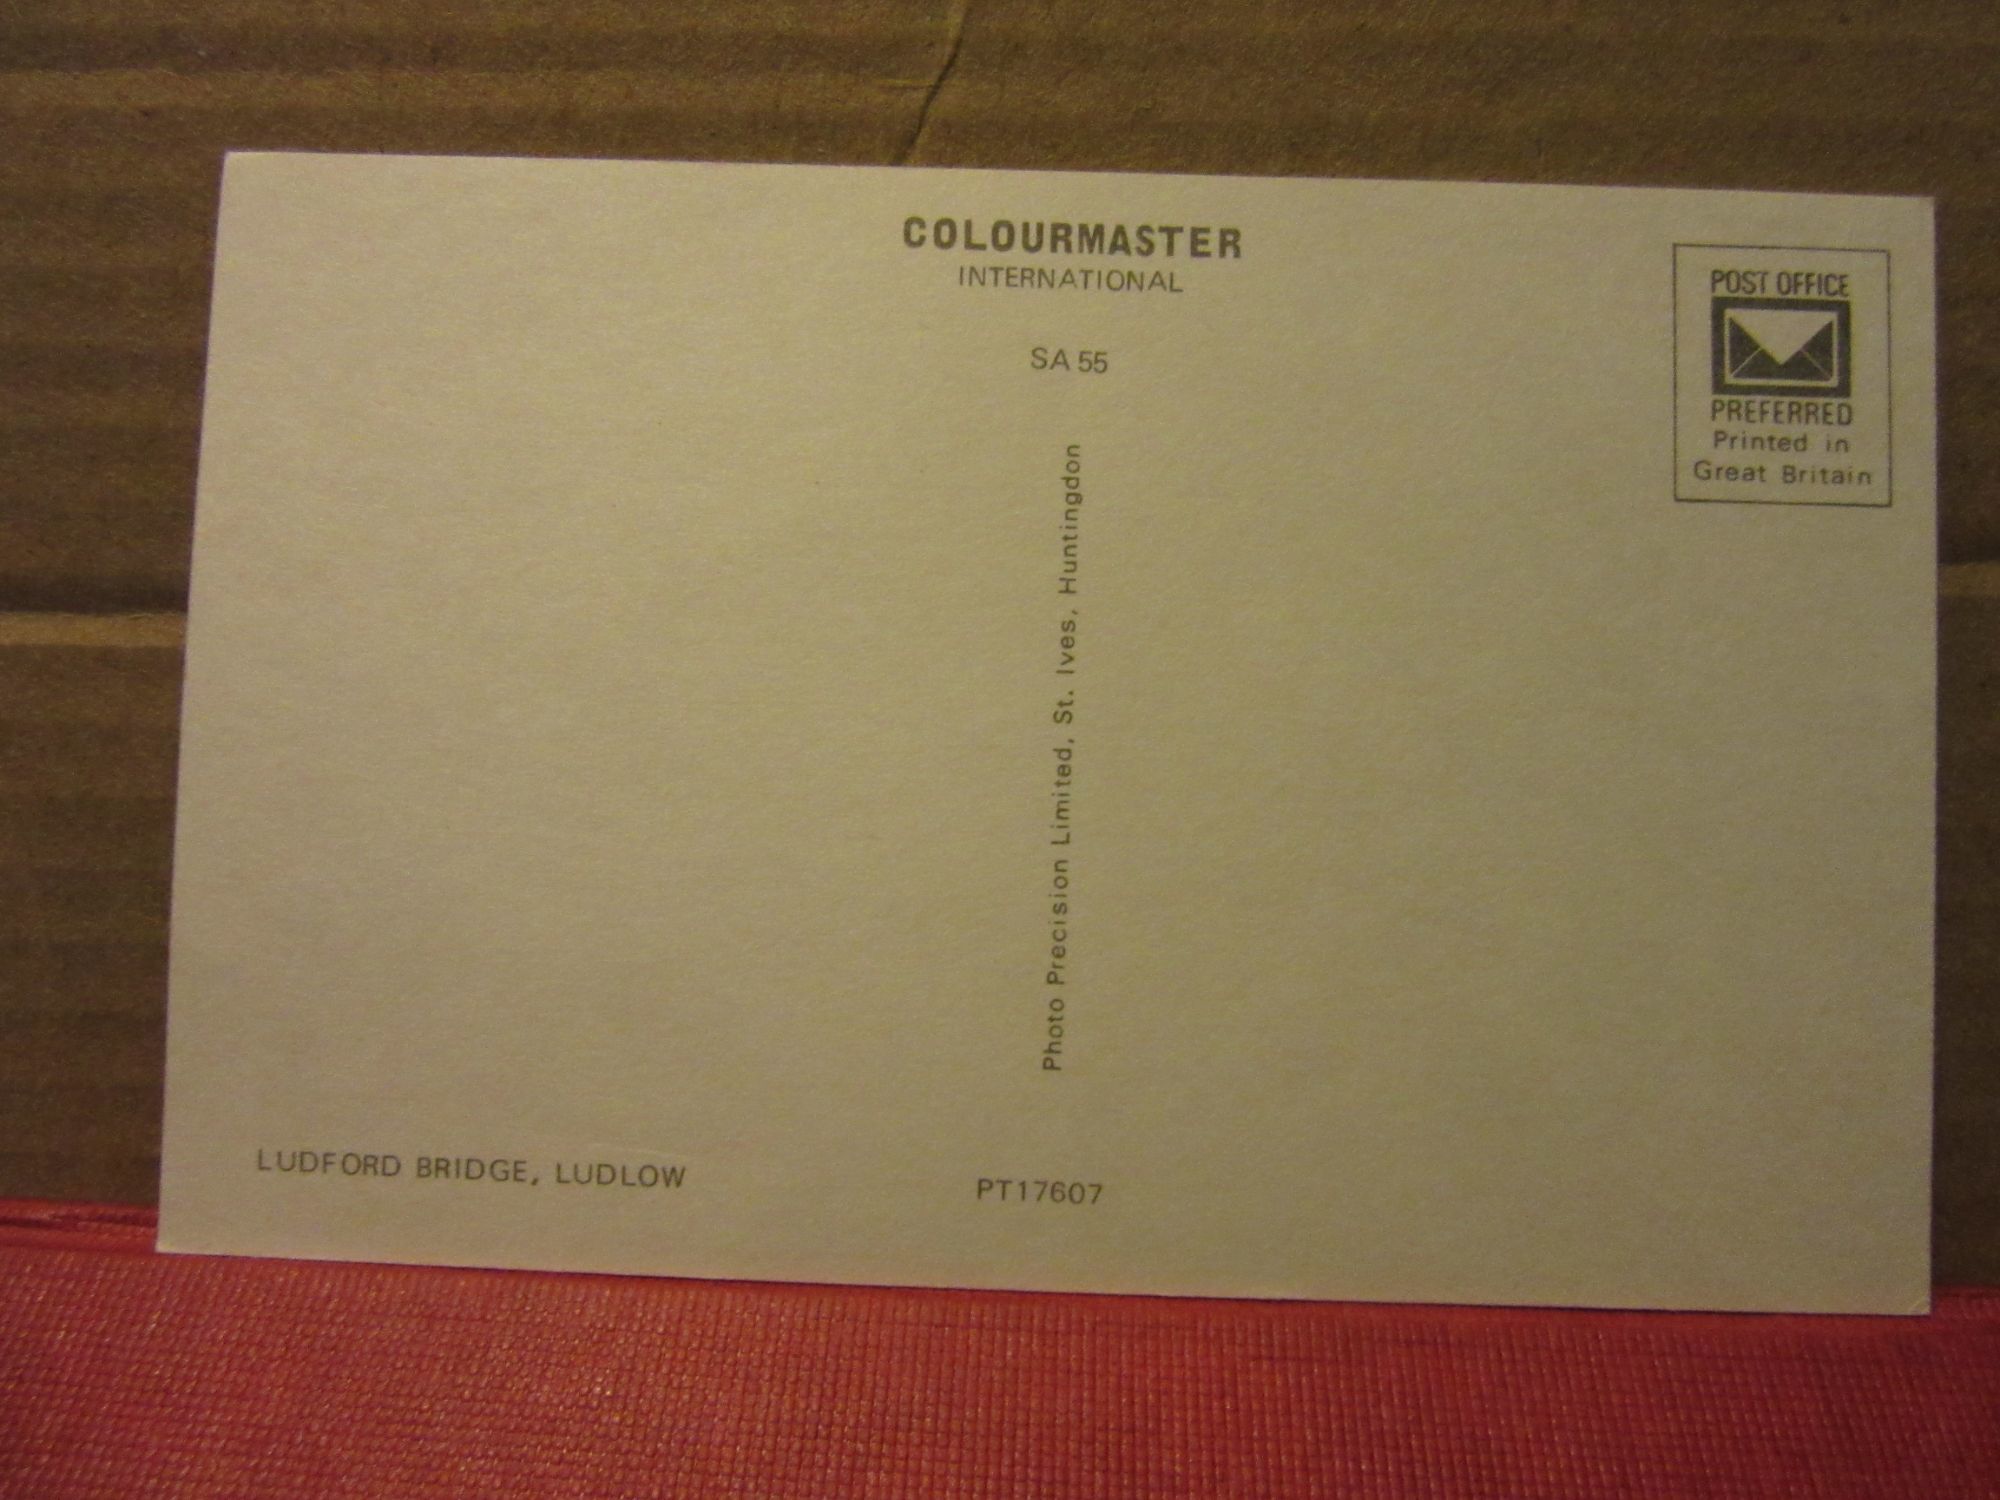 COLOURMASTER
INTERNATIONAL
SA 55
POST OFFICE
PREFERRED
Printed in
Great Britain
Photo Precision Limited, St. Ives, Huntingdon
LUDFORD BRIDGE, LUDLOW
PT17607